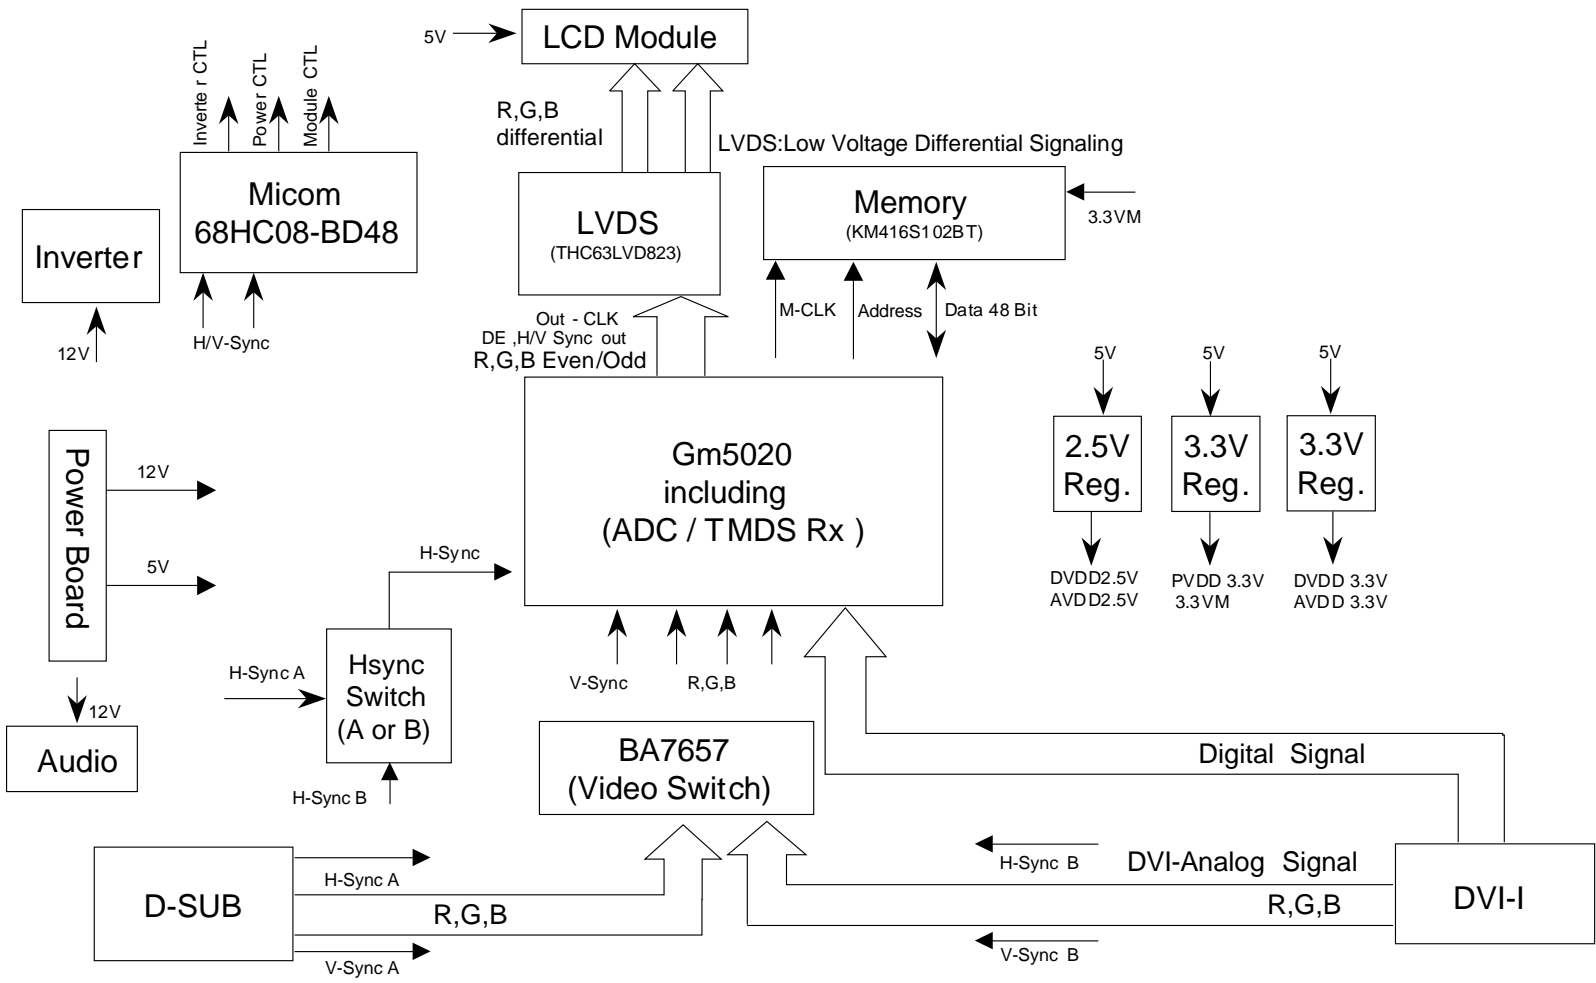 5V
LCD Module
Inverte r CTL
Power CTL
Module CTL
R,G,B
differential
LVDS:Low Voltage Differential Signaling
Micom
68HC08-BD48
LVDS
(THC63LVD823)
Memory
(KM416S102BT)
3.3VM
Inverter
12V
H/V-Sync
Out - CLK
DE ,H/V Sync out
R,G,B Even/Odd
M-CLK
Address
Data 48 Bit
5V
5V
5V
2.5V
Reg.
3.3V
Reg.
3.3V
Reg.
DVDD2.5V
AVDD2.5V
PVDD 3.3V
3.3VM
DVDD 3.3V
AVDD 3.3V
Power Board
12V
5V
12V
Audio
Gm5020
including
(ADC / TMDS Rx )
H-Sync
H-Sync A
Hsync
Switch
(A or B)
H-Sync B
V-Sync
R,G,B
BA7657
(Video Switch)
Digital Signal
D-SUB
H-Sync A
R,G,B
V-Sync A
H-Sync B
DVI-Analog Signal
R,G,B
V-Sync B
DVI-I